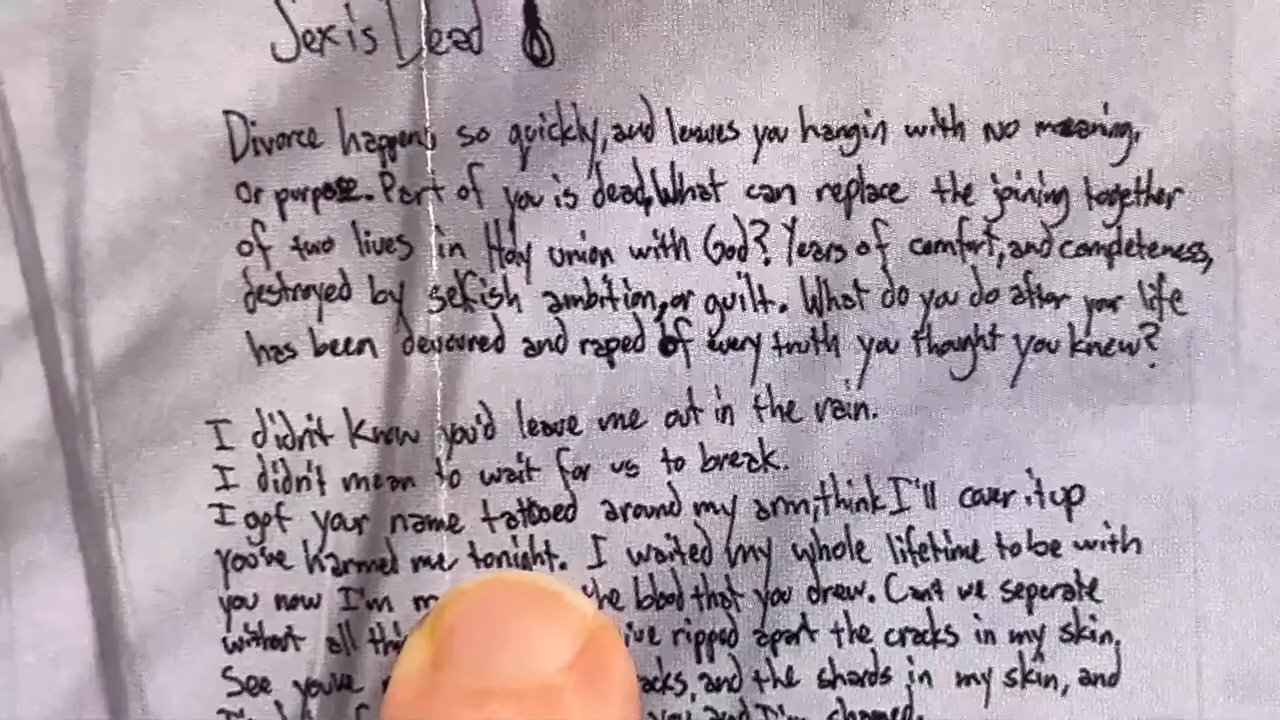 Sex is Dead
Divorce happens so quickly, and leaves you hangin with no meaning,
or purpose. Part of you is dead, What can replace the joining together
of two lives in Holy union with God? Years of comfort, and completeness,
destroyed by selfish ambition, or guilt. What do you do after your life
has been devoured and raped of every truth you thought you knew?
I didn't know you'd leave me out in the rain.
I didn't mean to wait for us to break.
I got your name tattooed around my arm, think I'll cover it up
you've harmed me tonight. I waited my whole lifetime to be with
you now I'm the blood that you drew. Can't we seperate
without all ripped apart the cracks in my skin,
See you've and the shards in my skin, and
and I'm